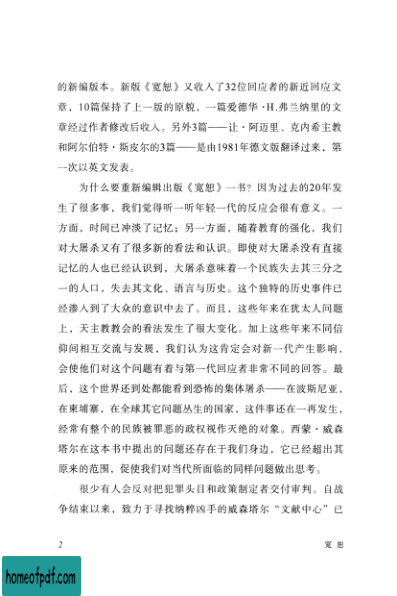 的新编版本。新版《宽恕》又收入了32位回应者的新近回应文
章，10篇保持了上一版的原貌，一篇爱德华·H.弗兰纳里的文
章经过作者修改后收入。另外3篇——让·阿迈里、克内希主教
和阿尔伯特·斯皮尔的3篇——是由1981年德文版翻译过来，第
一次以英文发表。
为什么要重新编辑出版《宽恕》一书？因为过去的20年发
生了很多事，我们觉得听一听年轻一代的反应会很有意义。一
方面，时间已冲淡了记忆；另一方面，随着教育的强化，我们
对大屠杀又有了很多新的看法和认识。即使对大屠杀没有直接
记忆的人也已经认识到，大屠杀意味着一个民族失去其三分之
一的人口，失去其文化、语言与历史。这个独特的历史事件已
经渗入到了大众的意识中去了。而且，这些年来在犹太人问题
上，天主教教会的看法发生了很大变化。加上这些年来不同信
仰间相互交流与发展，我们认为这肯定会对新一代产生影响，
会使他们对这个问题有着与第一代回应者非常不同的回答。最
后，这个世界还到处都能看到恐怖的集体屠杀——在波斯尼亚，
在柬埔寨，在全球其它问题丛生的国家，这件事还在一再发生，
经常有整个的民族被罪恶的政权视作灭绝的对象。西蒙·威森
塔尔在这本书中提出的问题还存在于我们身边，它已经超出其
原来的范围，促使我们对当代所面临的同样问题做出思考。
很少有人会反对把犯罪头目和政策制定者交付审判。自战
争结束以来，致力于寻找纳粹凶手的威森塔尔“文献中心”已
2 宽 恕
homeofpdf.com